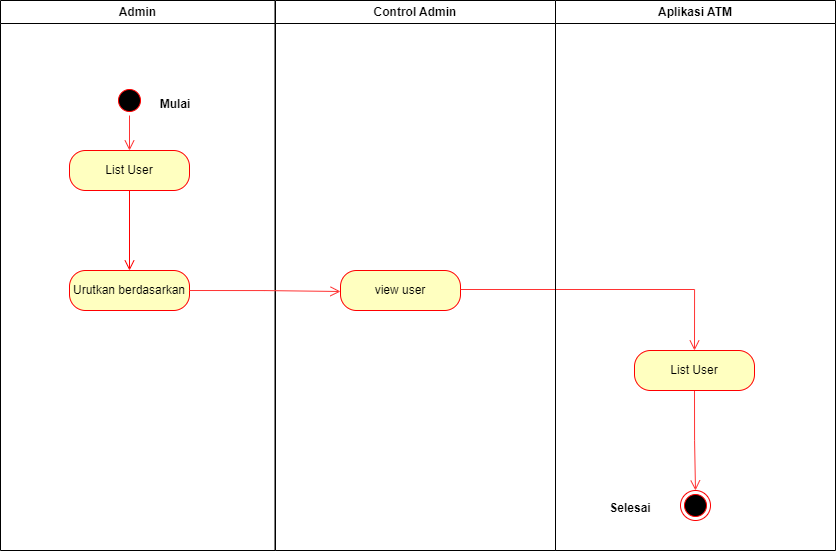 Admin
Control Admin
Aplikasi ATM
Mulai
List User
Urutkan berdasarkan
view user
List User
Selesai